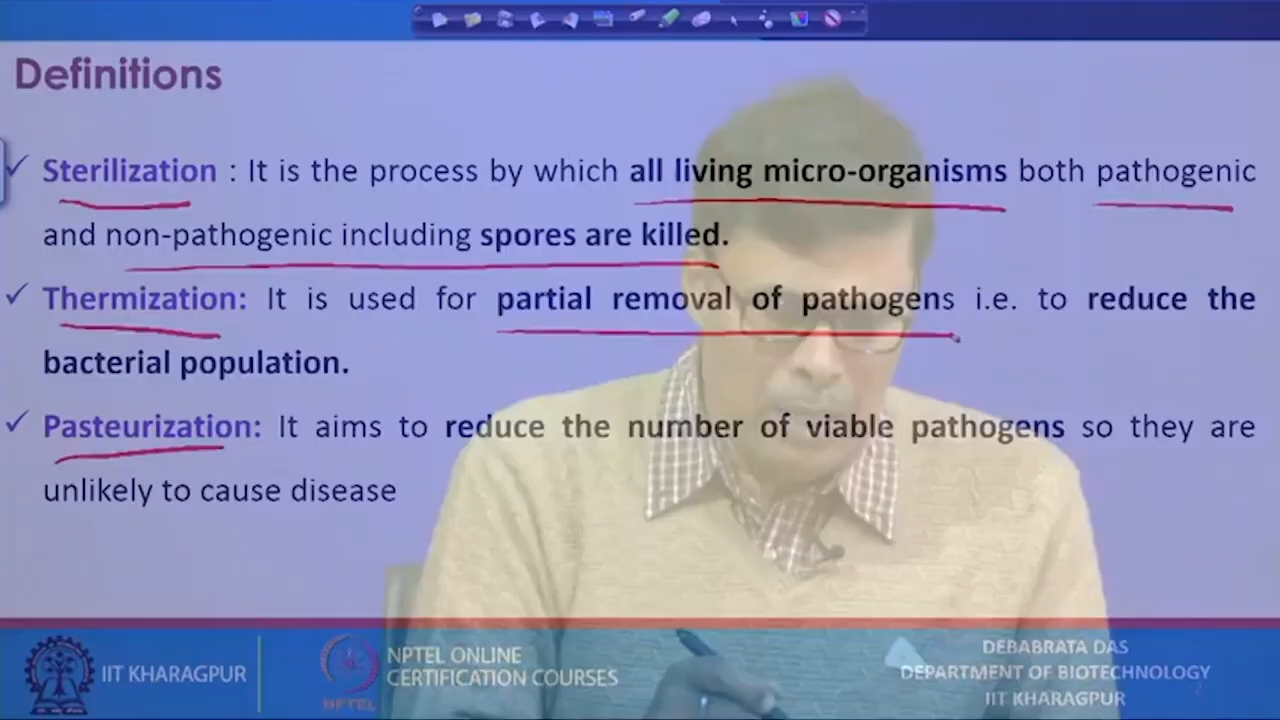 Definitions
✓ Sterilization : It is the process by which all living micro-organisms both pathogenic
and non-pathogenic including spores are killed.
✓ Thermization: It is used for partial removal of pathogens i.e. to reduce the
bacterial population.
✓ Pasteurization: It aims to reduce the number of viable pathogens so they are
unlikely to cause disease
IIT KHARAGPUR
NPTEL
NPTEL ONLINE
CERTIFICATION COURSES
DEBABRATA DAS
DEPARTMENT OF BIOTECHNOLOGY
IIT KHARAGPUR